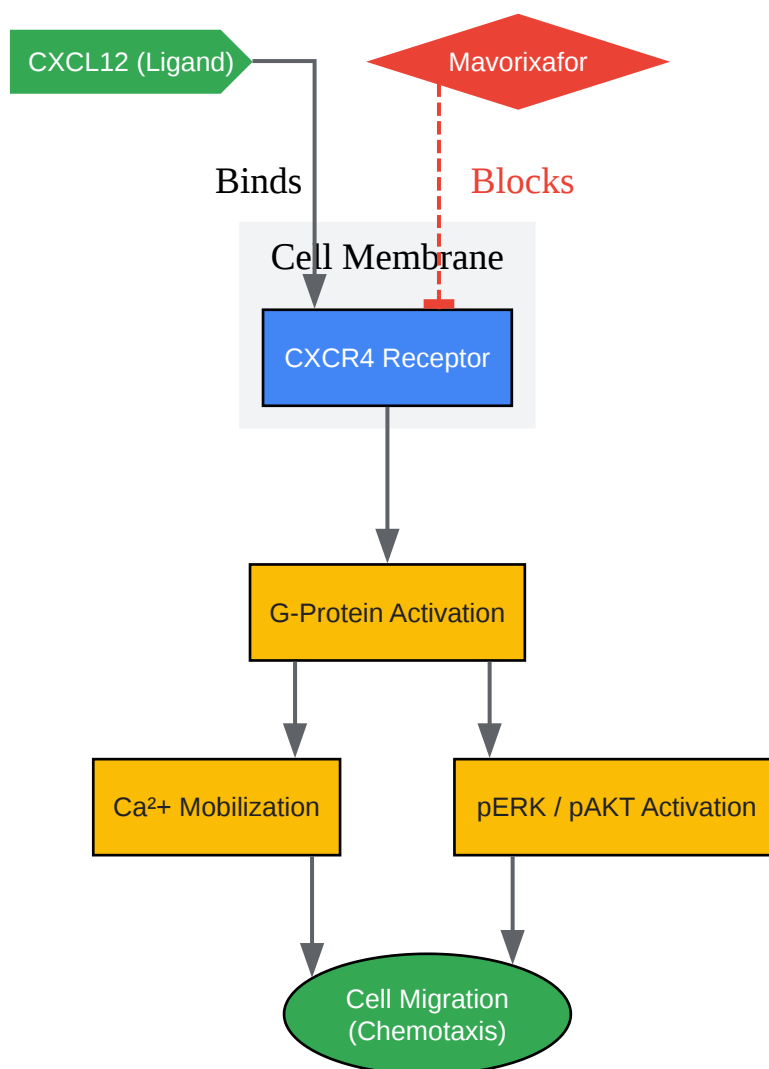 CXCL12 (Ligand)
Mavorixafor
Binds
Blocks
Cell Membrane
CXCR4 Receptor
G-Protein Activation
Ca²+ Mobilization
pERK / pAKT Activation
Cell Migration
(Chemotaxis)